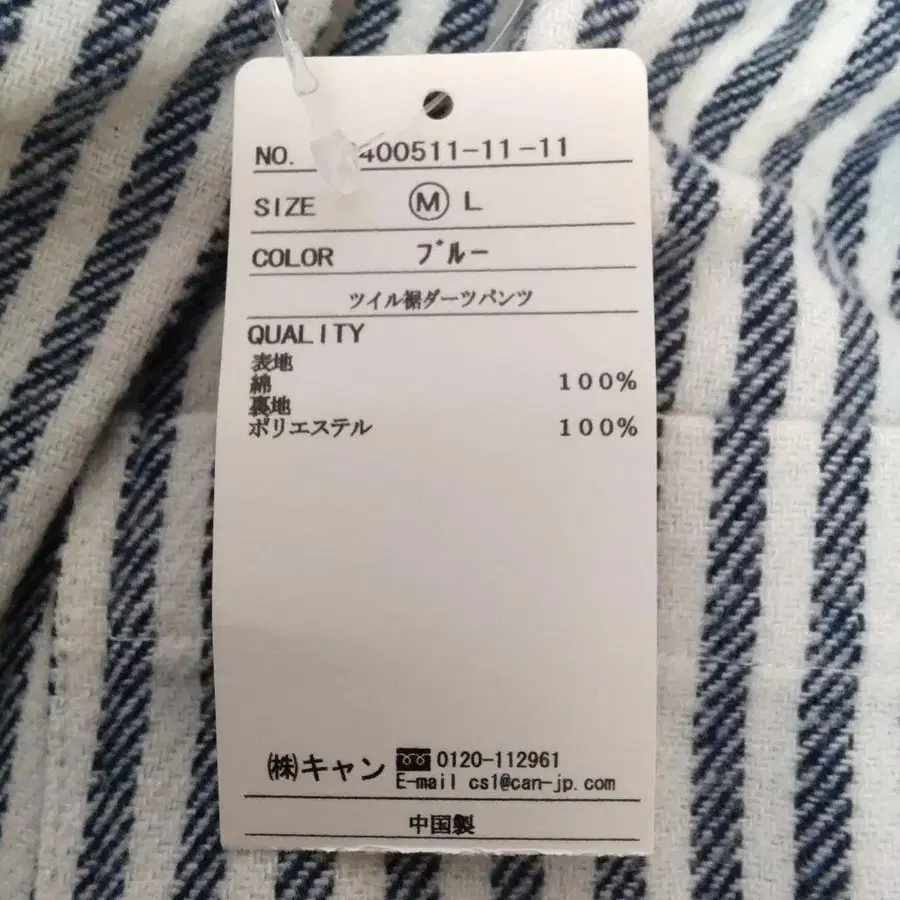 NO. 400511-11-11
SIZE Ⓜ L
COLOR ブルー
ツイル裾ダーツパンツ
QUALITY
表地
綿 100%
裏地
ポリエステル 100%
㈱キャン 0120-112961
E-mail cs1@can-jp.com
中国製